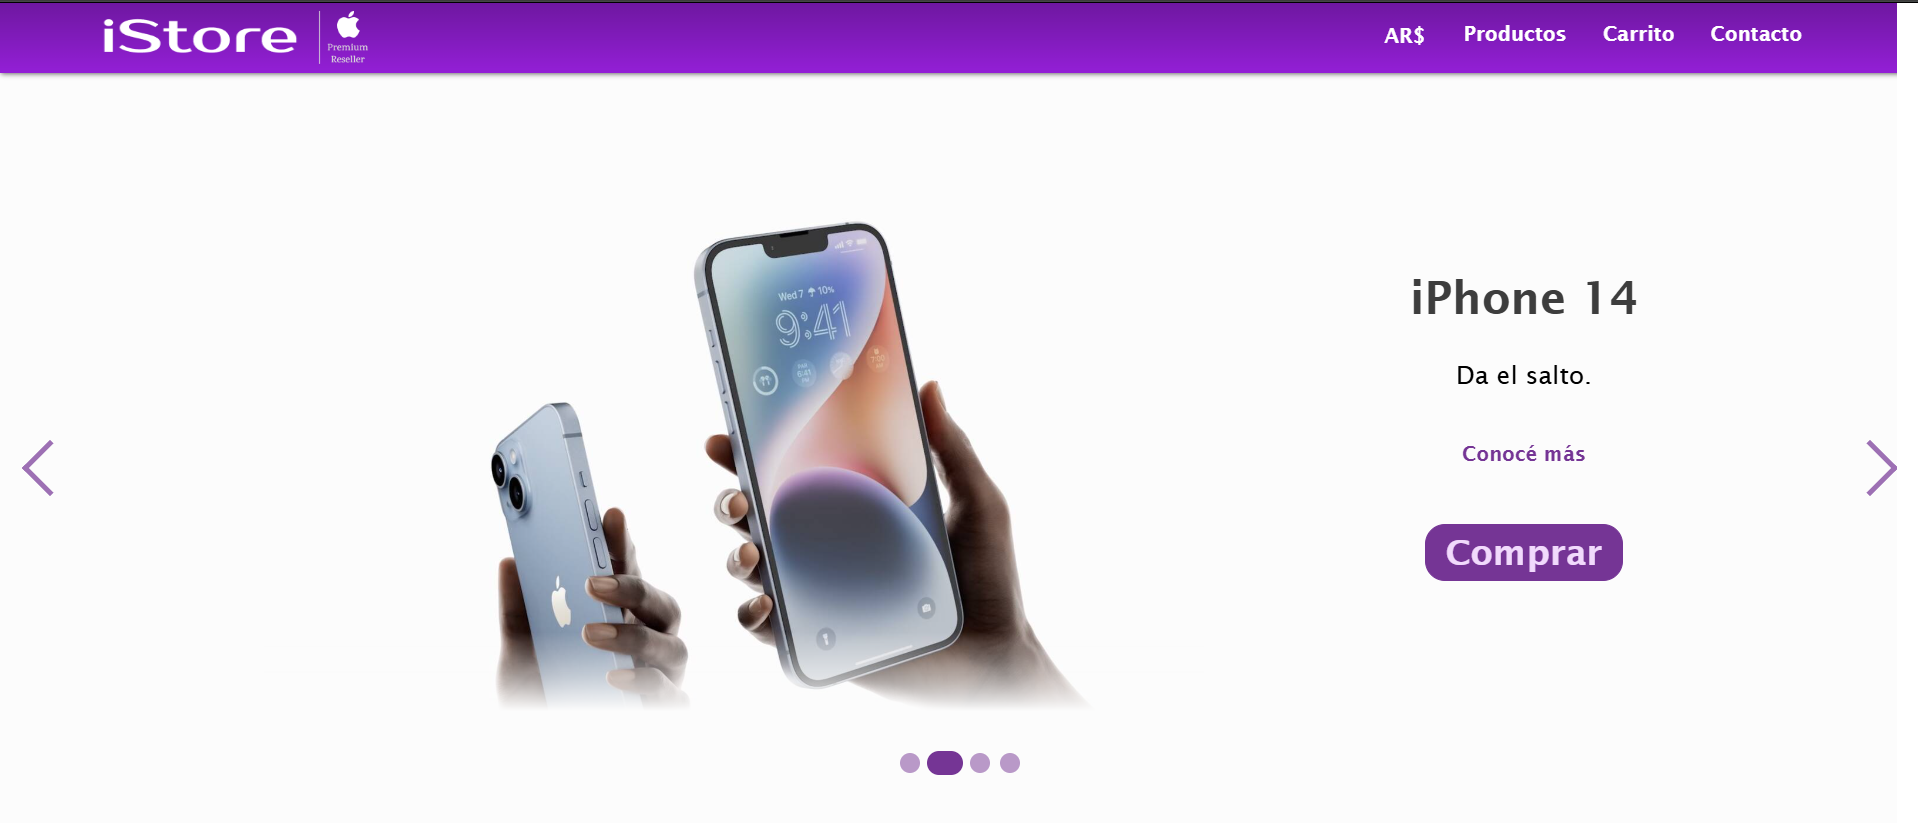 iStore
Premium
Reseller
AR$
Productos
Carrito
Contacto
Wed 7 10%
9:41
iPhone 14
Da el salto.
Conocé más
Comprar